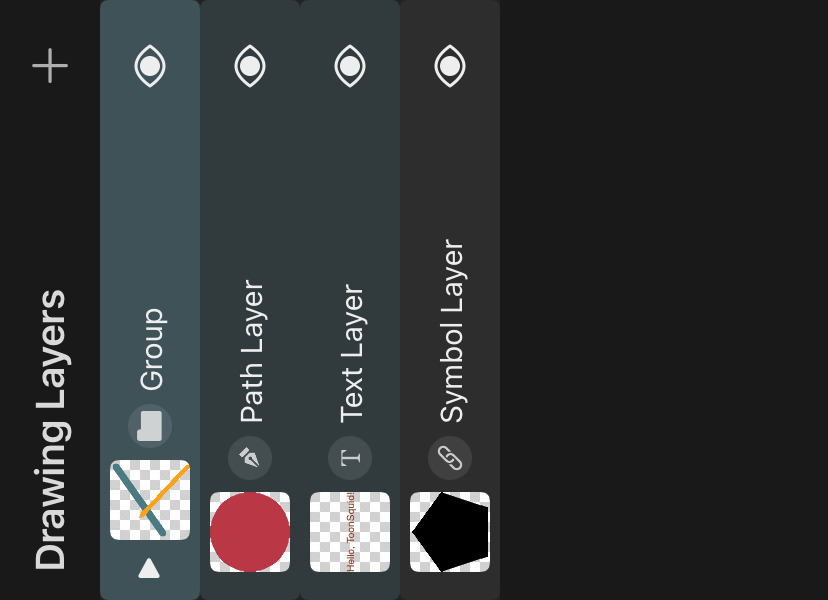 Drawing Layers
Group
Path Layer
Hello, ToonSquid!
T Text Layer
Symbol Layer